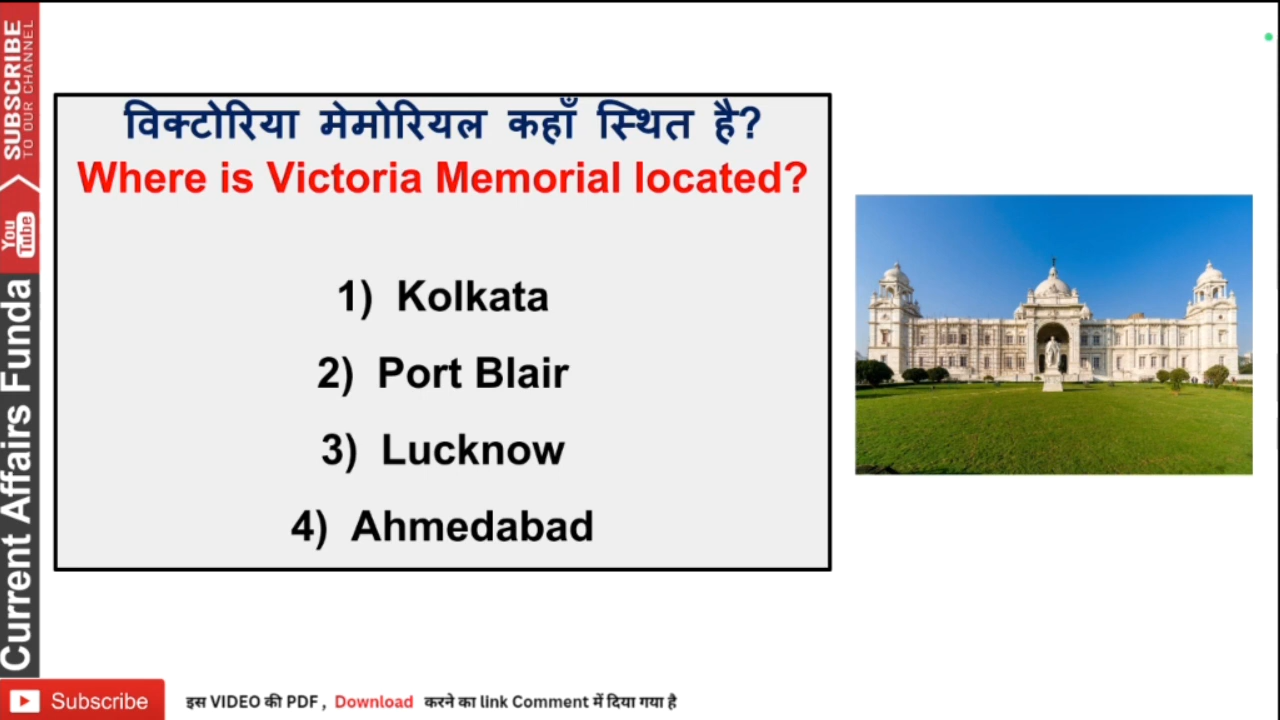 विक्टोरिया मेमोरियल कहाँ स्थित है?
Where is Victoria Memorial located?
1) Kolkata
2) Port Blair
3) Lucknow
4) Ahmedabad
SUBSCRIBE
TO OUR CHANNEL
You
Tube
Current Affairs Funda
Subscribe
इस VIDEO की PDF , Download करने का link Comment में दिया गया है